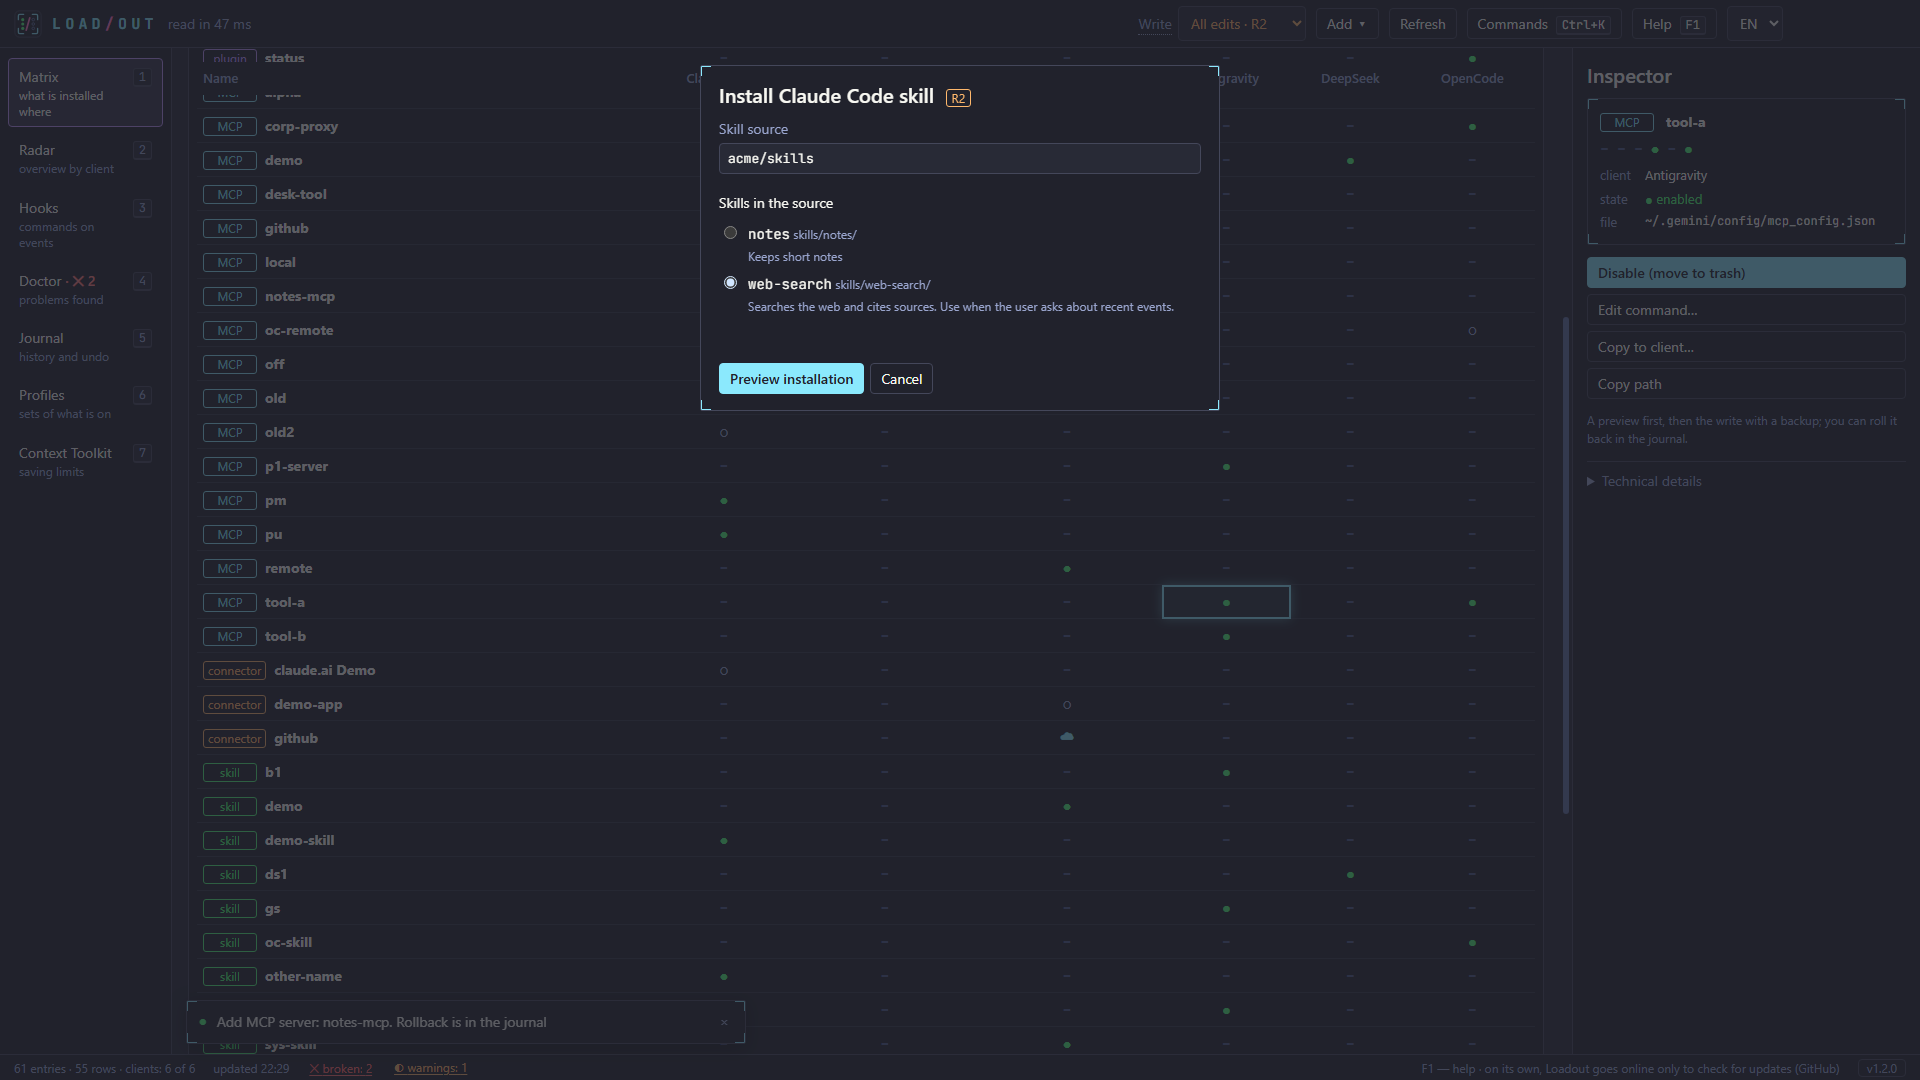 LOAD/OUT read in 47 ms
Write All edits · R2 Add Refresh Commands Ctrl+K Help F1 EN
Matrix 1
what is installed
where
Radar 2
overview by client
Hooks 3
commands on
events
Doctor · 2 4
problems found
Journal 5
history and undo
Profiles 6
sets of what is on
Context Toolkit 7
saving limits
plugin status
Name DeepSeek OpenCode
MCP corp-proxy
MCP demo
MCP desk-tool
MCP github
MCP local
MCP notes-mcp
MCP oc-remote
MCP off
MCP old
MCP old2
MCP p1-server
MCP pm
MCP pu
MCP remote
MCP tool-a
MCP tool-b
connector claude.ai Demo
connector demo-app
connector github
skill b1
skill demo
skill demo-skill
skill ds1
skill gs
skill oc-skill
skill other-name
skill sys-skill
Install Claude Code skill R2
Skill source
acme/skills
Skills in the source
notes skills/notes/
Keeps short notes
web-search skills/web-search/
Searches the web and cites sources. Use when the user asks about recent events.
Preview installation Cancel
Inspector
MCP tool-a
client Antigravity
state enabled
file ~/.gemini/config/mcp_config.json
Disable (move to trash)
Edit command...
Copy to client...
Copy path
A preview first, then the write with a backup; you can roll it
back in the journal.
Technical details
Add MCP server: notes-mcp. Rollback is in the journal ×
61 entries · 55 rows · clients: 6 of 6 updated 22:29 broken: 2 warnings: 1
F1 — help · on its own, Loadout goes online only to check for updates (GitHub) v1.2.0